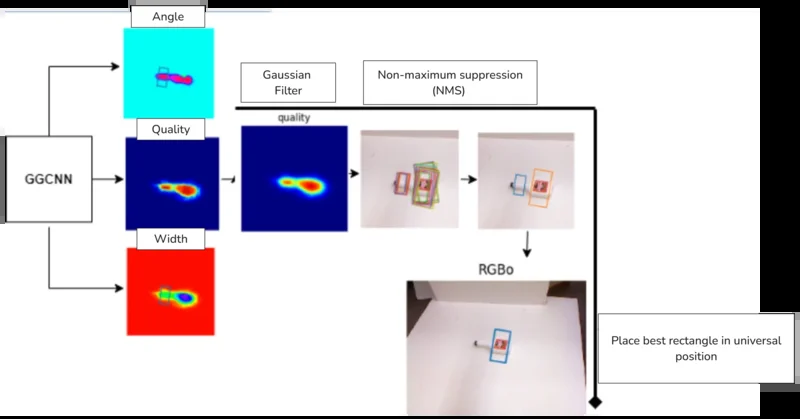 Angle
GGCNN
Quality
Width
Gaussian
Filter
quality
Non-maximum suppression
(NMS)
RGBo
Place best rectangle in universal
position